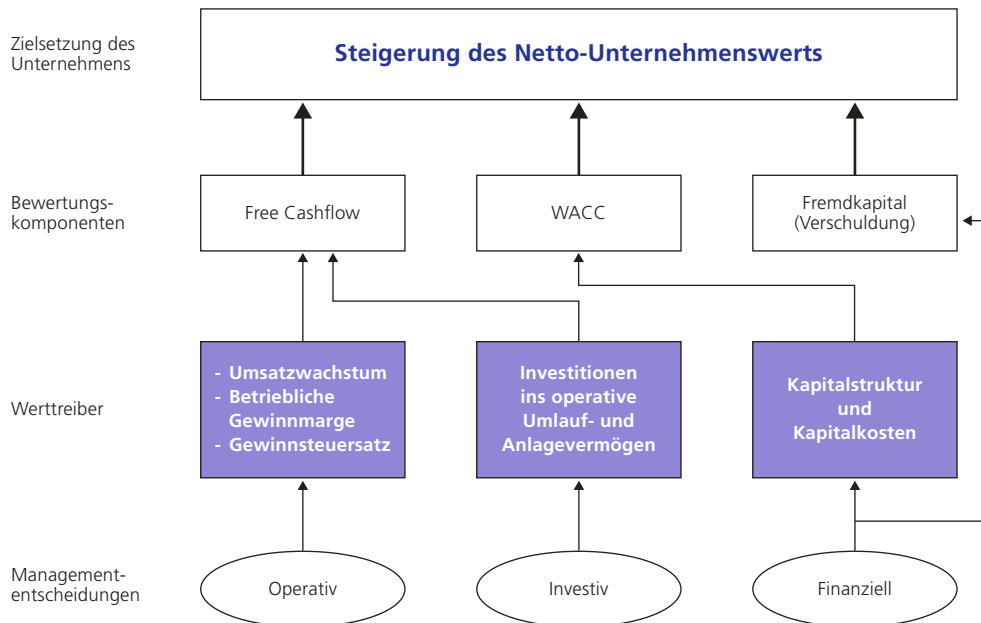 Zielsetzung des
Unternehmens
Steigerung des Netto-Unternehmenswerts
Bewertungs-
komponenten
Free Cashflow
WACC
Fremdkapital
(Verschuldung)
Werttreiber
- Umsatzwachstum
- Betriebliche
Gewinnmarge
- Gewinnsteuersatz
Investitionen
ins operative
Umlauf- und
Anlagevermögen
Kapitalstruktur
und
Kapitalkosten
Management-
entscheidungen
Operativ
Investiv
Finanziell